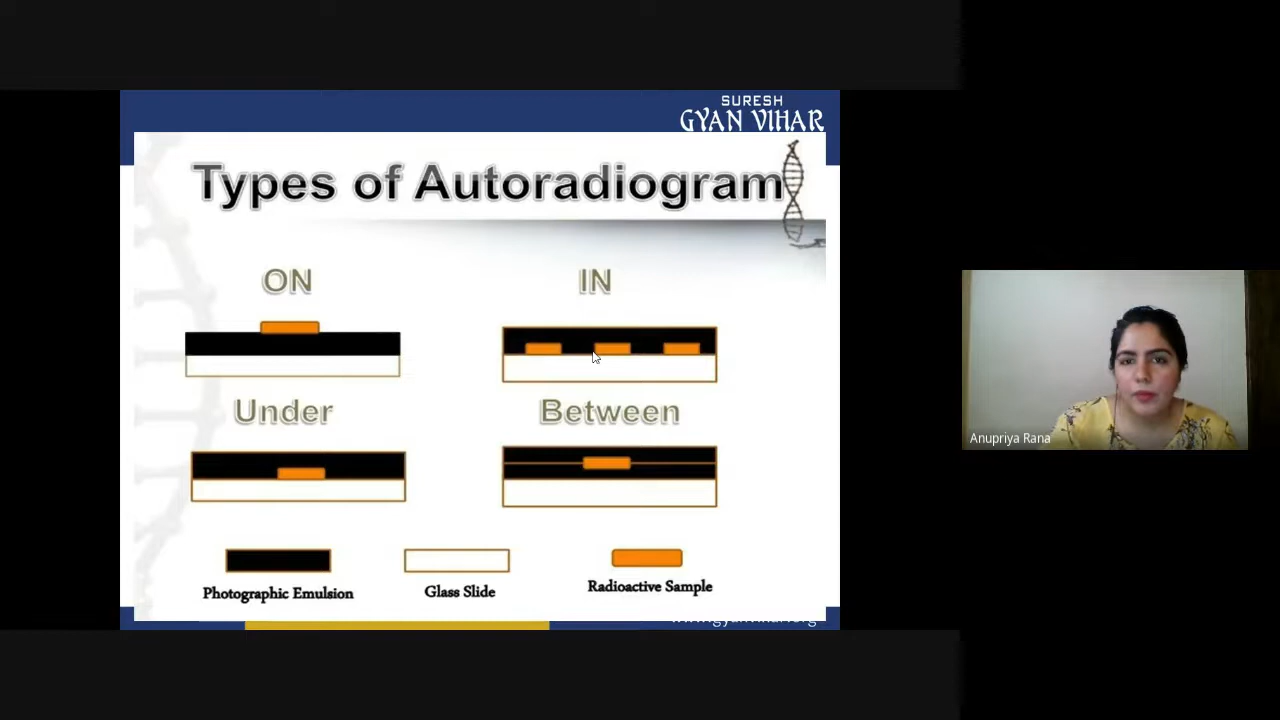 SURESH
GYAN VIHAR
Types of Autoradiogram
ON
IN
Under
Between
Photographic Emulsion
Glass Slide
Radioactive Sample
Anupriya Rana